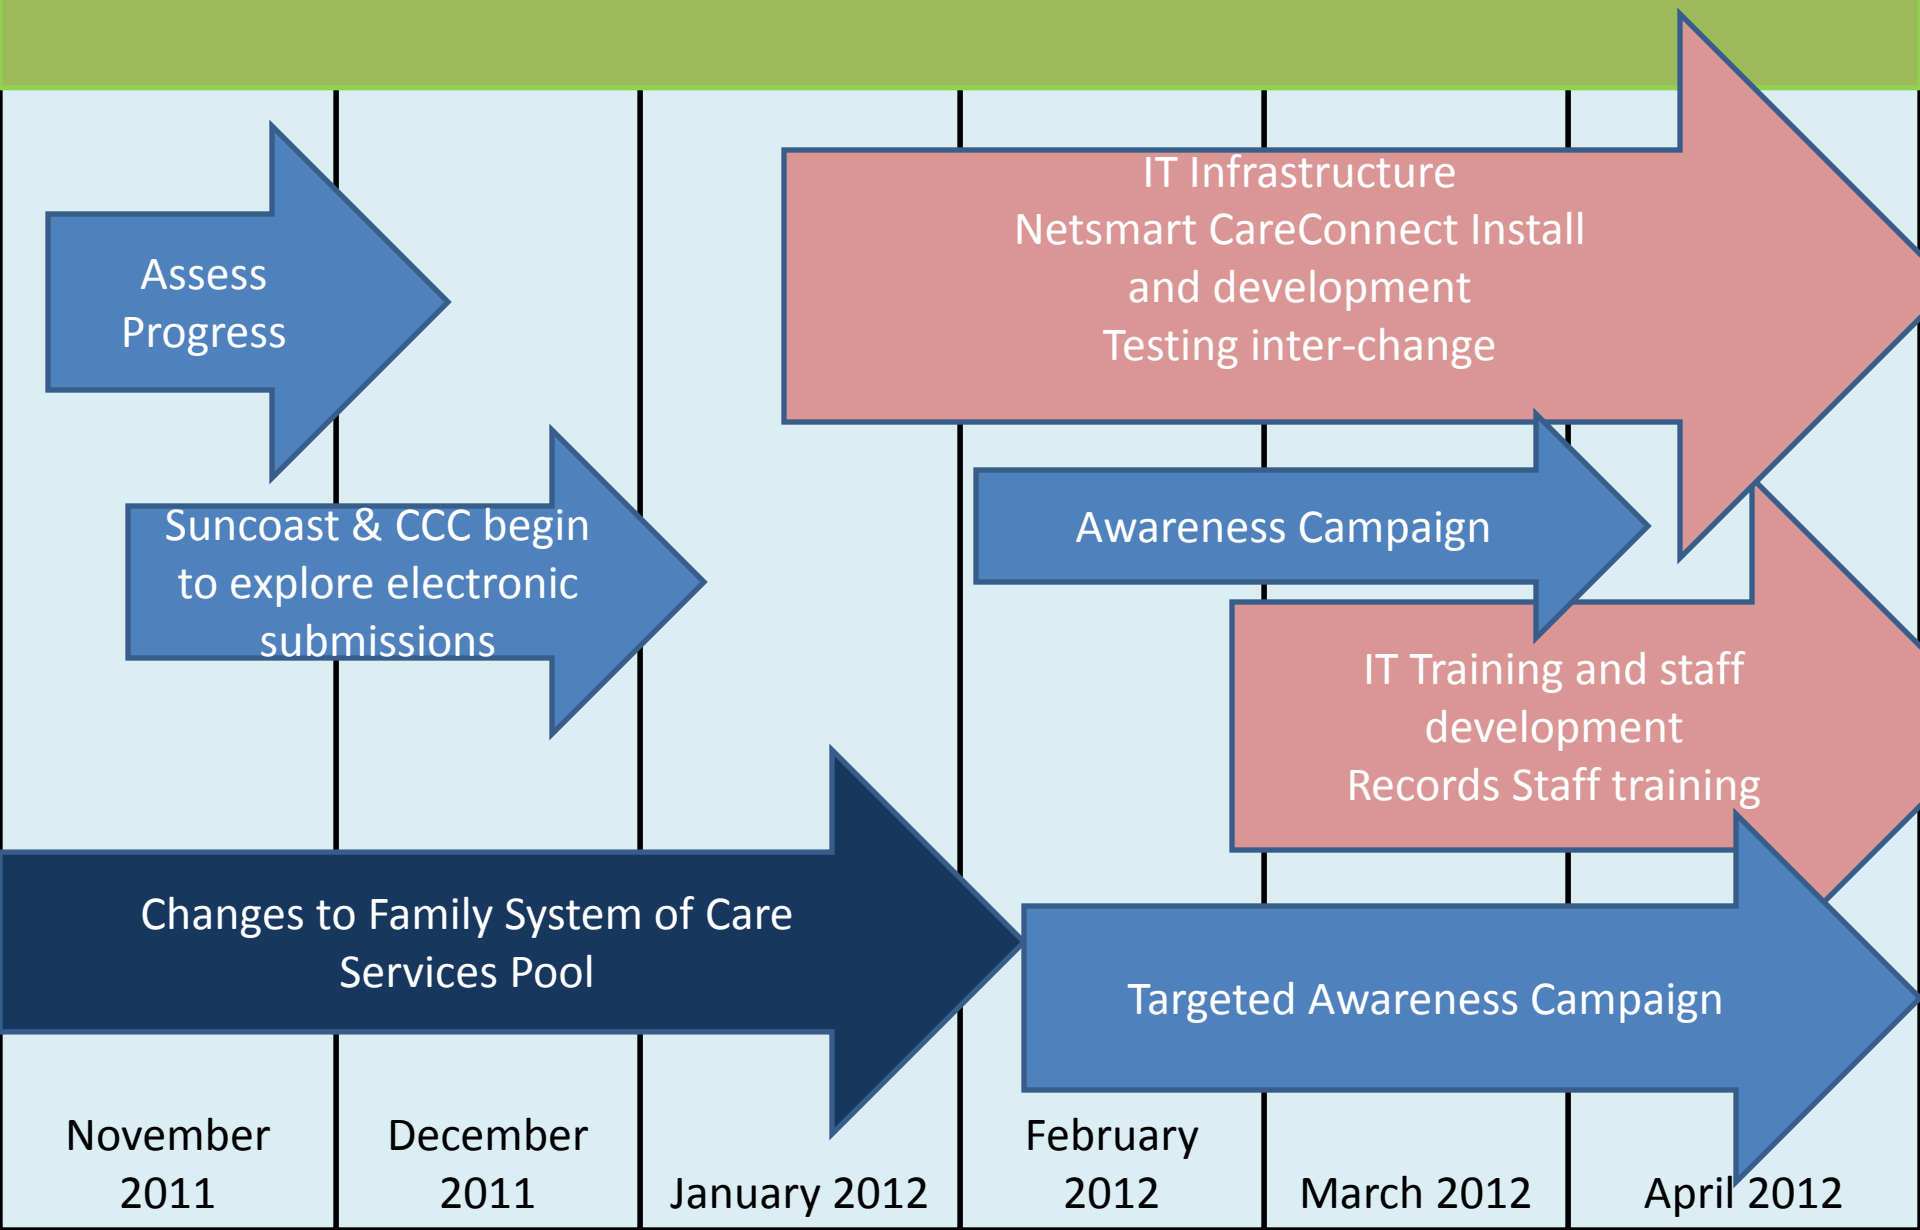 IT Infrastructure
Netsmart CareConnect Install
and development
Testing inter-change
Assess
Progress
Suncoast & CCC begin
to explore electronic
submissions
Awareness Campaign
IT Training and staff
development
Records Staff training
Changes to Family System of Care
Services Pool
Targeted Awareness Campaign
November
2011
December
2011
January 2012
February
2012
March 2012
April 2012